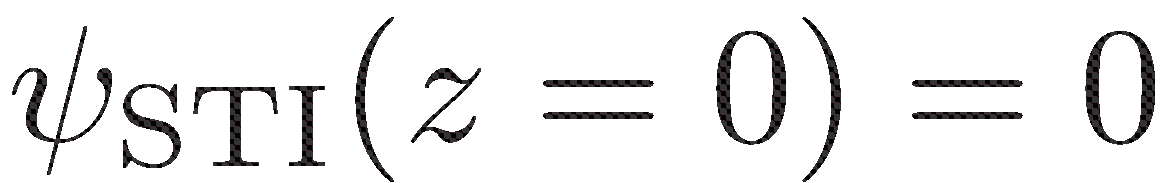 ψ_STI(z = 0) = 0